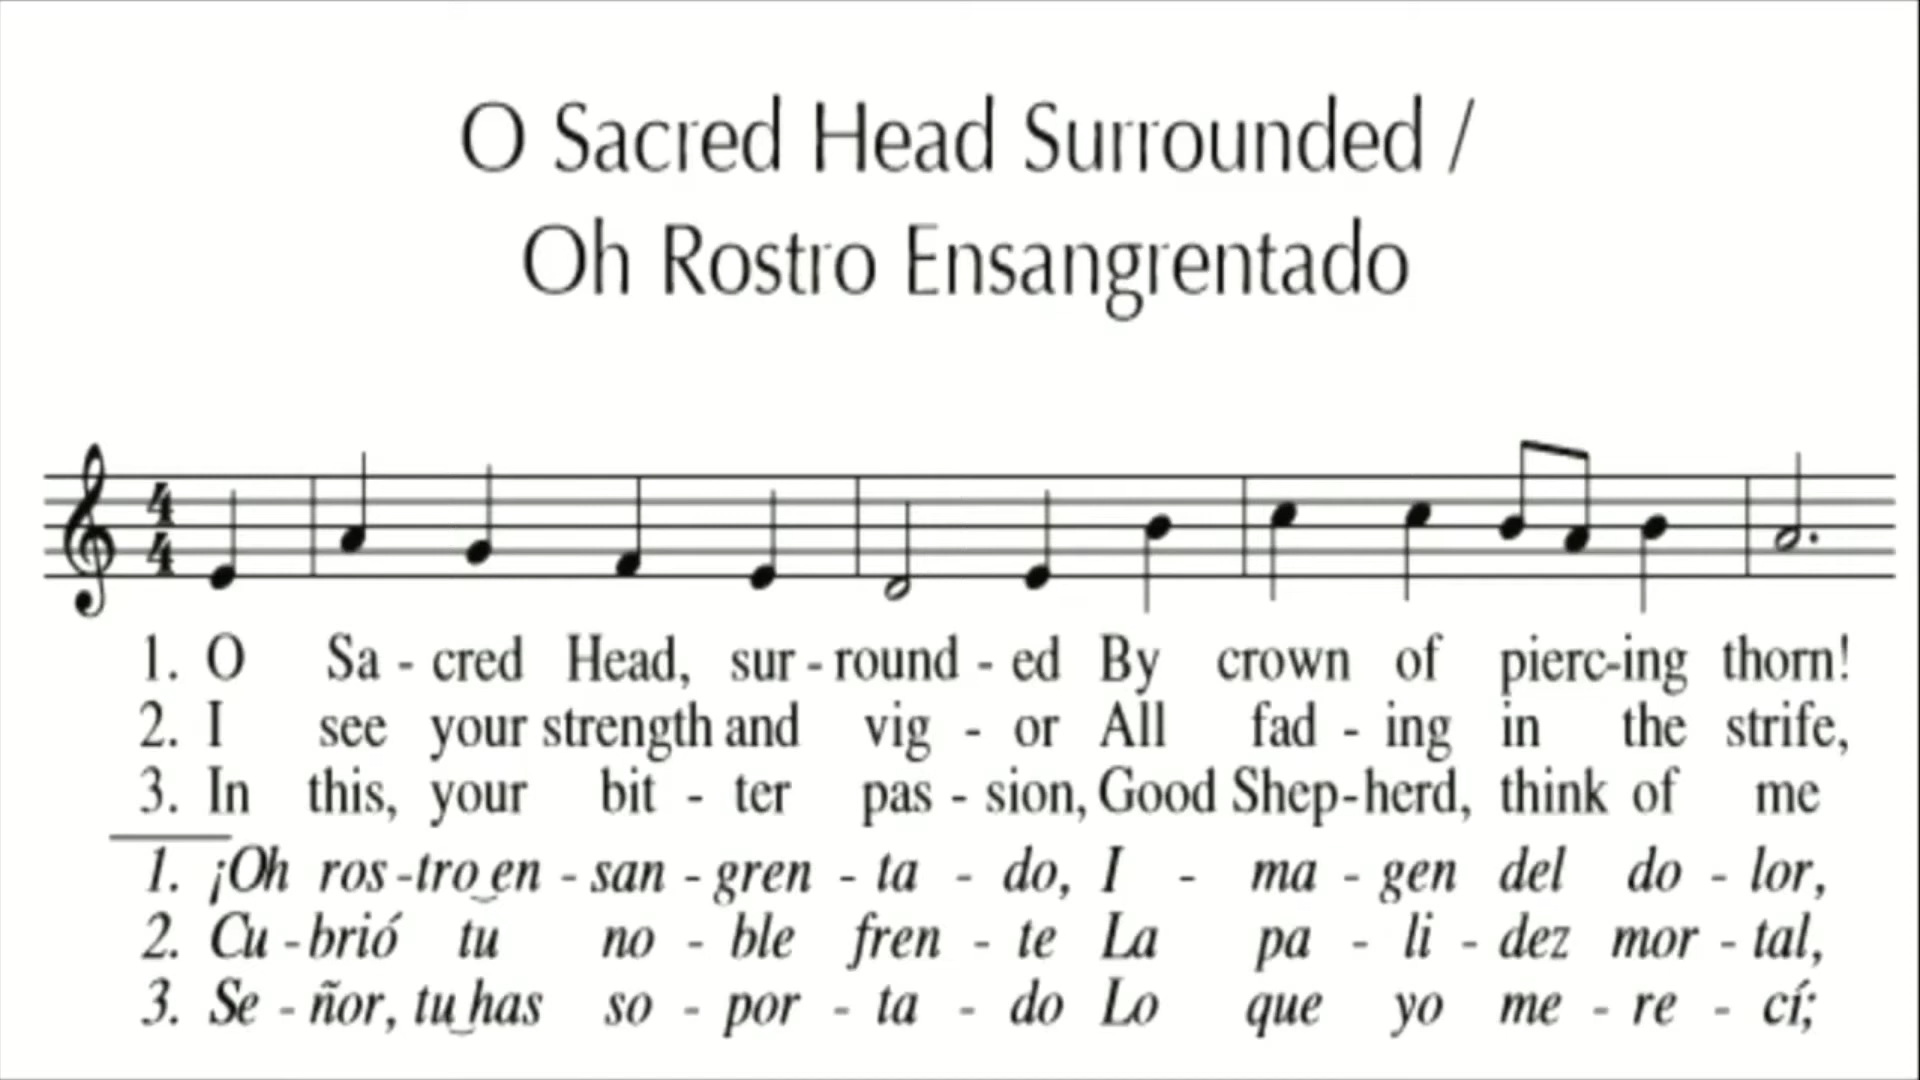 O Sacred Head Surrounded /
Oh Rostro Ensangrentado
4
4
1. O Sa - cred Head, sur - round - ed By crown of pierc-ing thorn!
2. I see your strength and vig - or All fad - ing in the strife,
3. In this, your bit - ter pas - sion, Good Shep-herd, think of me
1. ¡Oh ros-tro‿en - san - gren - ta - do, I - ma - gen del do - lor,
2. Cu-brió tu no - ble fren - te La pa - li - dez mor - tal,
3. Se - ñor, tu‿has so - por - ta - do Lo que yo me - re - cí;